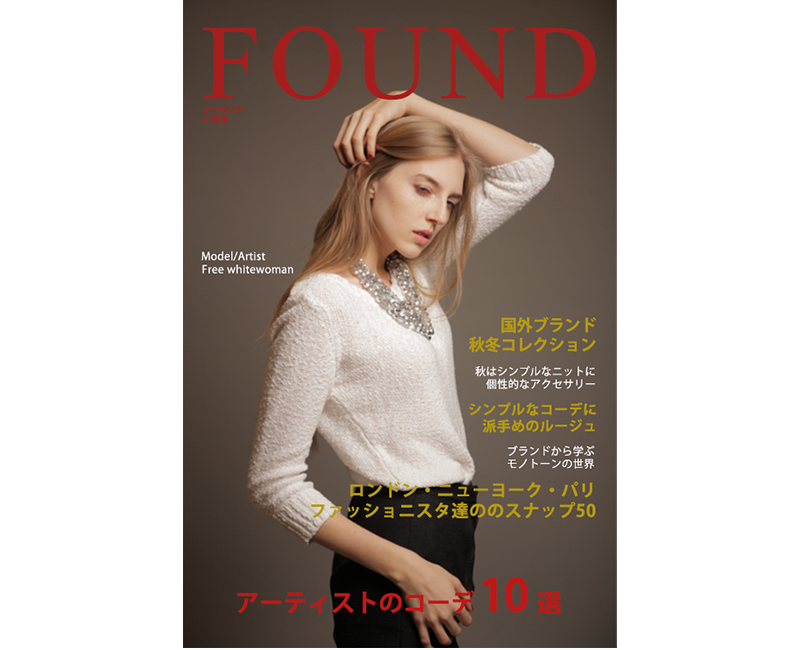 FOUND
Model/Artist
Free whitewoman
国外ブランド
秋冬コレクション
秋はシンプルなニットに
個性的なアクセサリー
シンプルなコーデに
派手めのルージュ
ブランドから学ぶ
モノトーンの世界
ロンドン・ニューヨーク・パリ
ファッショニスタ達ののスナップ50
アーティストのコーデ 10 選